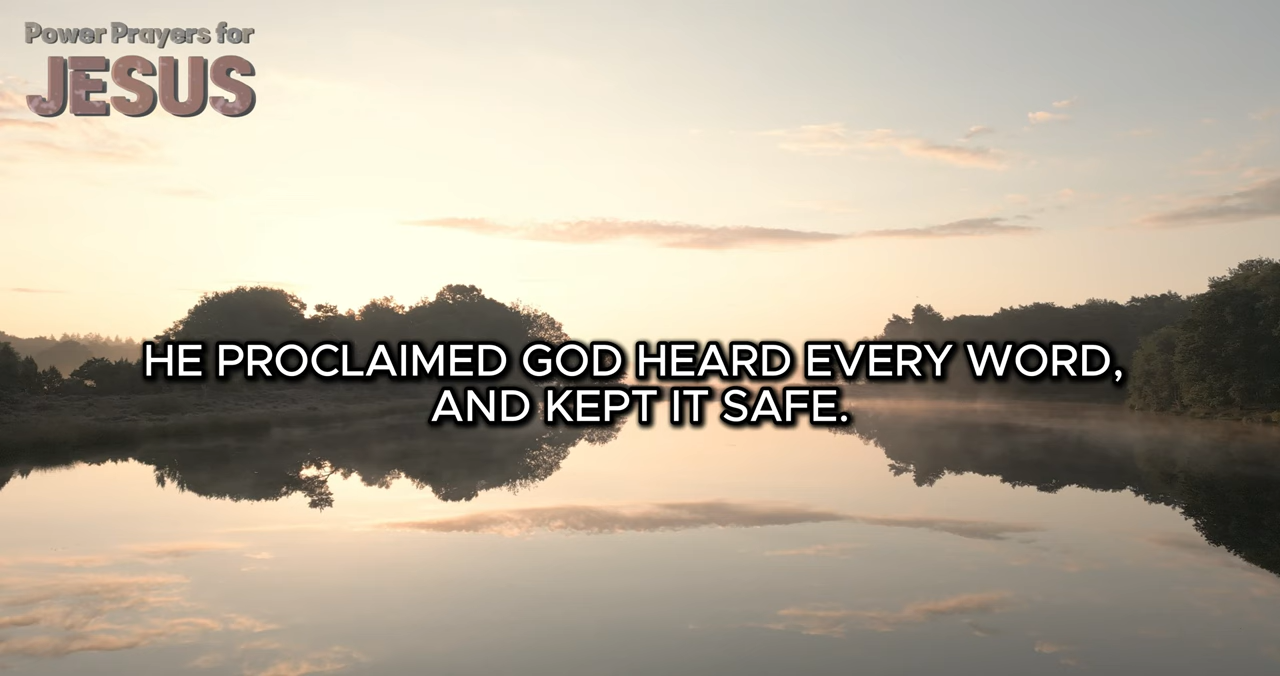 Power Prayers for
JESUS
HE PROCLAIMED GOD HEARD EVERY WORD,
AND KEPT IT SAFE.